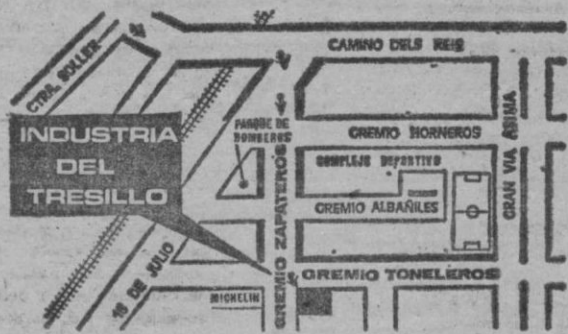 CAMINO DELS REIS
CTRA. SOLLER
INDUSTRIA
DEL
TRESILLO
PARQUE DE
BOMBEROS
GREMIO HORNEROS
GRAN VIA ASIMA
COMPLEJO DEPORTIVO
GREMIO ZAPATEROS
GREMIO ALBAÑILES
16 DE JULIO
GREMIO TONELEROS
MICHELIN